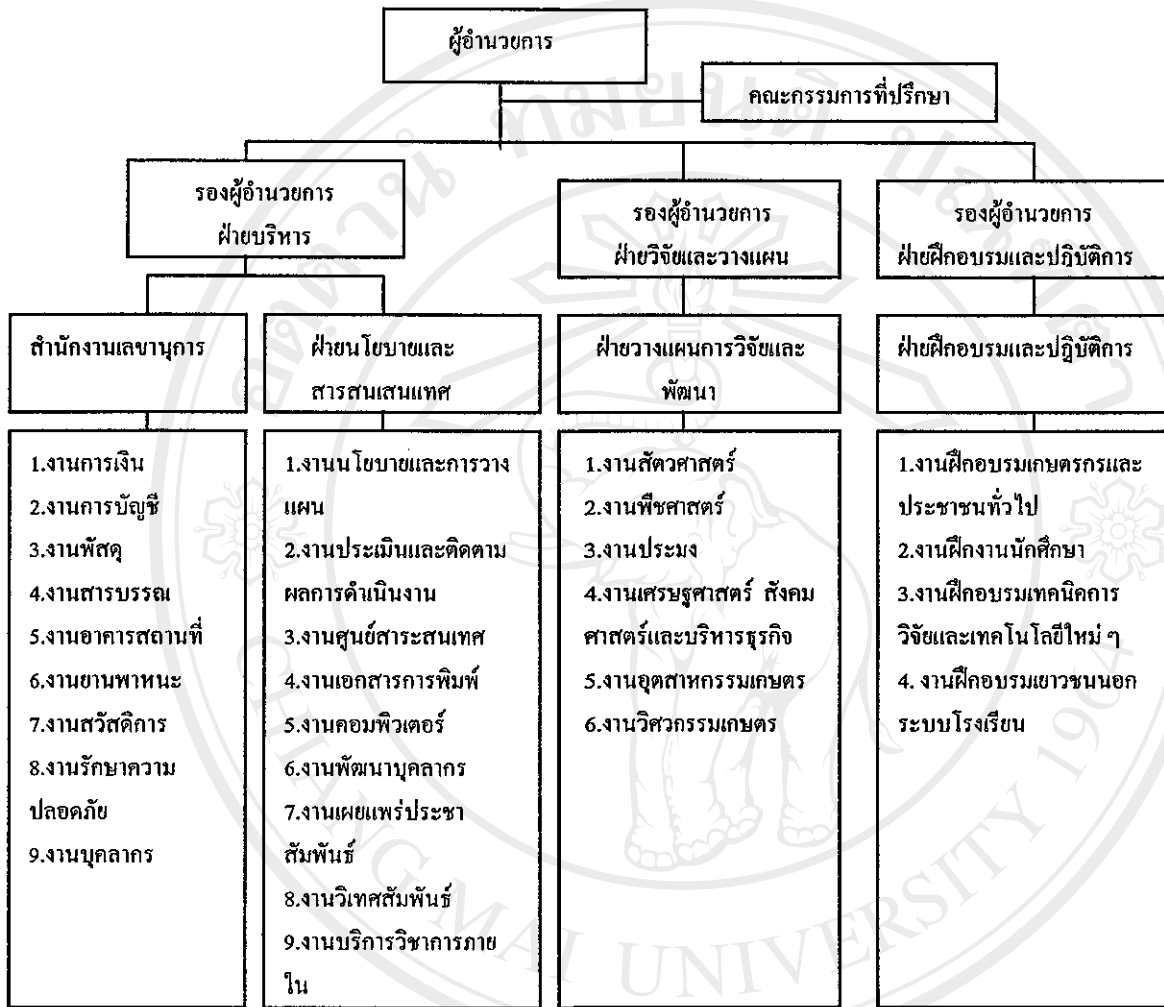 ผู้อำนวยการ
คณะกรรมการที่ปรึกษา
รองผู้อำนวยการ
ฝ่ายบริหาร
รองผู้อำนวยการ
ฝ่ายวิจัยและวางแผน
รองผู้อำนวยการ
ฝ่ายฝึกอบรมและปฏิบัติการ
สำนักงานเลขานุการ
ฝ่ายนโยบายและ
สารสนเสนแทศ
ฝ่ายวางแผนการวิจัยและ
พัฒนา
ฝ่ายฝึกอบรมและปฏิบัติการ
1.งานการเงิน
2.งานการบัญชี
3.งานพัสดุ
4.งานสารบรรณ
5.งานอาคารสถานที่
6.งานยานพาหนะ
7.งานสวัสดิการ
8.งานรักษาความ
ปลอดภัย
9.งานบุคลากร
1.งานนโยบายและการวาง
แผน
2.งานประเมินและติดตาม
ผลการดำเนินงาน
3.งานศูนย์สาระสนเทศ
4.งานเอกสารการพิมพ์
5.งานคอมพิวเตอร์
6.งานพัฒนาบุคลากร
7.งานเผยแพร่ประชา
สัมพันธ์
8.งานวิเทศสัมพันธ์
9.งานบริการวิชาการภาย
ใน
1.งานสัตวศาสตร์
2.งานพืชศาสตร์
3.งานประมง
4.งานเศรษฐศาสตร์ สังคม
ศาสตร์และบริหารธุรกิจ
5.งานอุตสาหกรรมเกษตร
6.งานวิศวกรรมเกษตร
1.งานฝึกอบรมเกษตรกรและ
ประชาชนทั่วไป
2.งานฝึกงานนักศึกษา
3.งานฝึกอบรมเทคนิคการ
วิจัยและเทคโนโลยีใหม่ ๆ
4. งานฝึกอบรมเยาวชนนอก
ระบบโรงเรียน
CHIANG MAI UNIVERSITY 1964